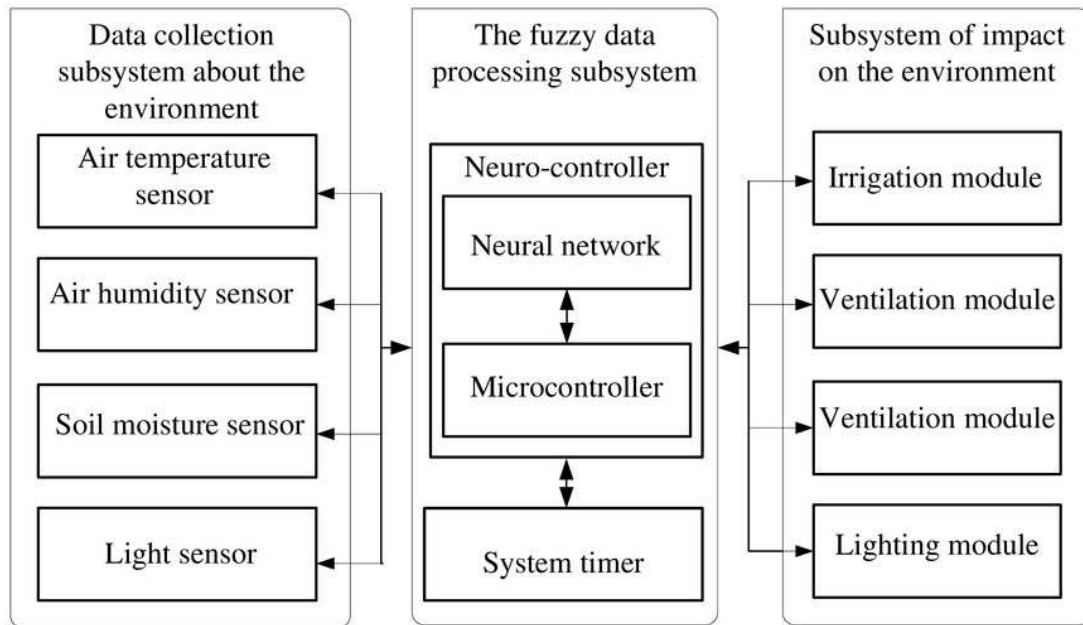 Data collection
subsystem about the
environment
Air temperature
sensor
Air humidity sensor
Soil moisture sensor
Light sensor
The fuzzy data
processing subsystem
Neuro-controller
Neural network
Microcontroller
System timer
Subsystem of impact
on the environment
Irrigation module
Ventilation module
Ventilation module
Lighting module